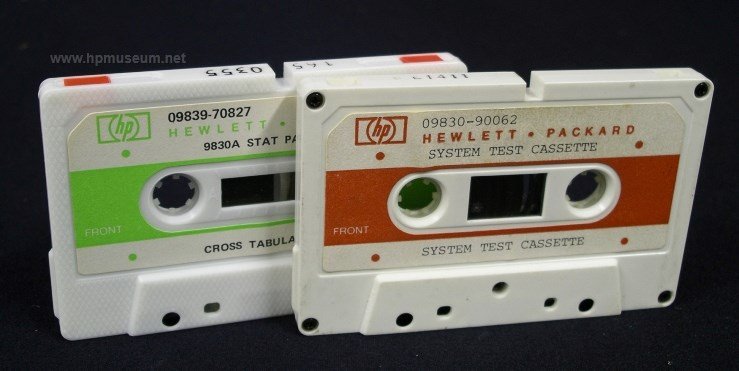 www.hpmuseum.net
0355
145
09839-70827
hp
HEWLETT •
9830A STAT PA
FRONT
CROSS TABULA
09830-90062
hp
HEWLETT • PACKARD
SYSTEM TEST CASSETTE
FRONT
SYSTEM TEST CASSETTE